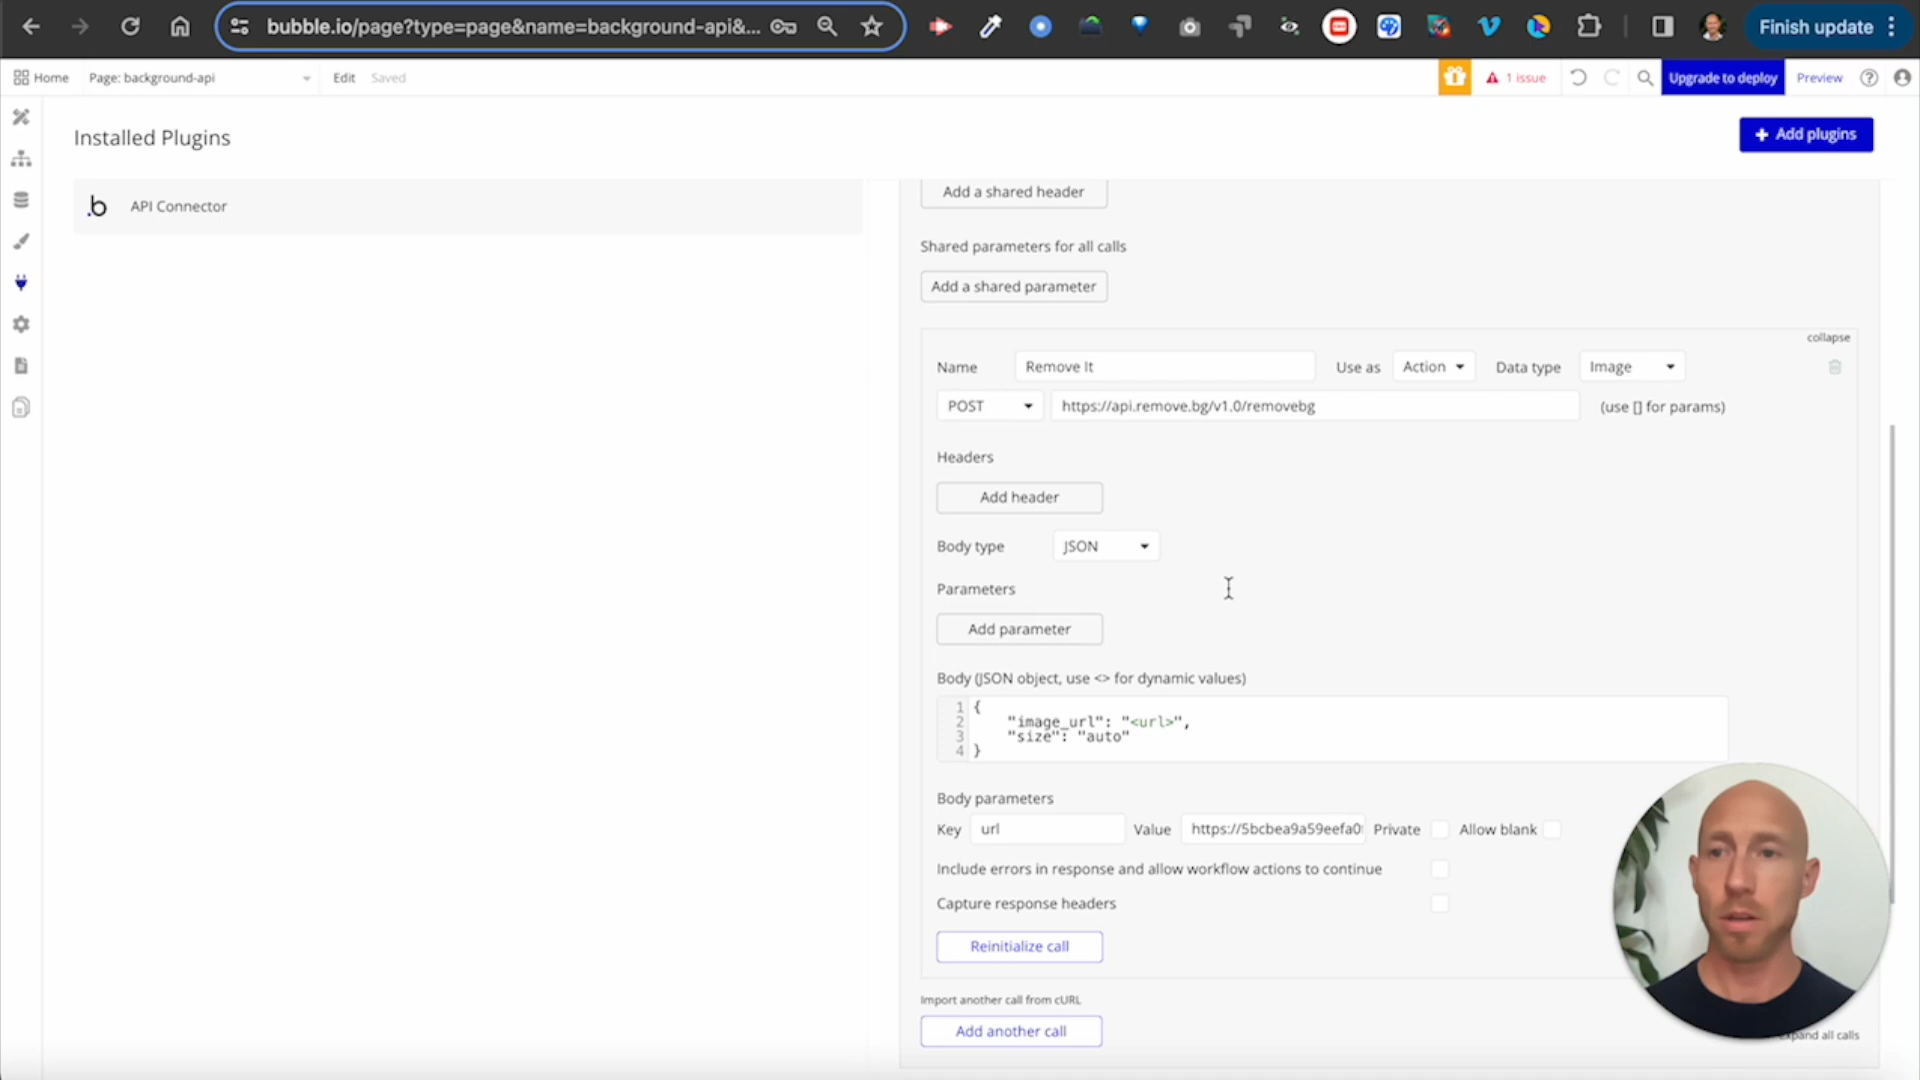 bubble.io/page?type=page&name=background-api&...
Finish update
Home
Page: background-api
Edit
Saved
1 issue
Upgrade to deploy
Preview
Installed Plugins
+ Add plugins
.b API Connector
Add a shared header
Shared parameters for all calls
Add a shared parameter
collapse
Name
Remove It
Use as
Action
Data type
Image
POST
https://api.remove.bg/v1.0/removebg
(use [] for params)
Headers
Add header
Body type
JSON
Parameters
Add parameter
Body (JSON object, use <> for dynamic values)
1 {
2 "image_url": "<url>",
3 "size": "auto"
4 }
Body parameters
Key
url
Value
https://5bcbea9a59eefa0
Private
Allow blank
Include errors in response and allow workflow actions to continue
Capture response headers
Reinitialize call
Import another call from cURL
Add another call
expand all calls